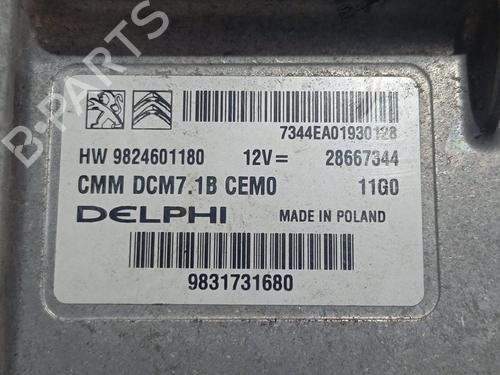 7344EA01930128
HW 9824601180 12V= 28667344
CMM DCM7.1B CEM0 11G0
DELPHI MADE IN POLAND
9831731680
B-PARTS